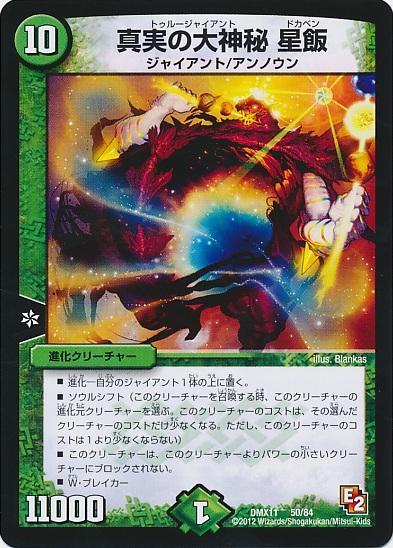 10
トゥルージャイアント ドカベン
真実の大神秘 星飯
ジャイアント/アンノウン
進化クリーチャー
illus. Blankas
■ 進化―自分のジャイアント1体の上に置く。
■ ソウルシフト(このクリーチャーを召喚する時、このクリーチャーの
進化元クリーチャーを選ぶ。このクリーチャーのコストは、その選んだ
クリーチャーのコストだけ少なくなる。ただし、このクリーチャーのコ
ストは1より少なくならない)
■ このクリーチャーは、このクリーチャーよりパワーの小さいクリー
チャーにブロックされない。
■ W・ブレイカー
11000
1
DMX11 50/84
©2012 Wizards/Shogakukan/Mitsui-Kids
E2